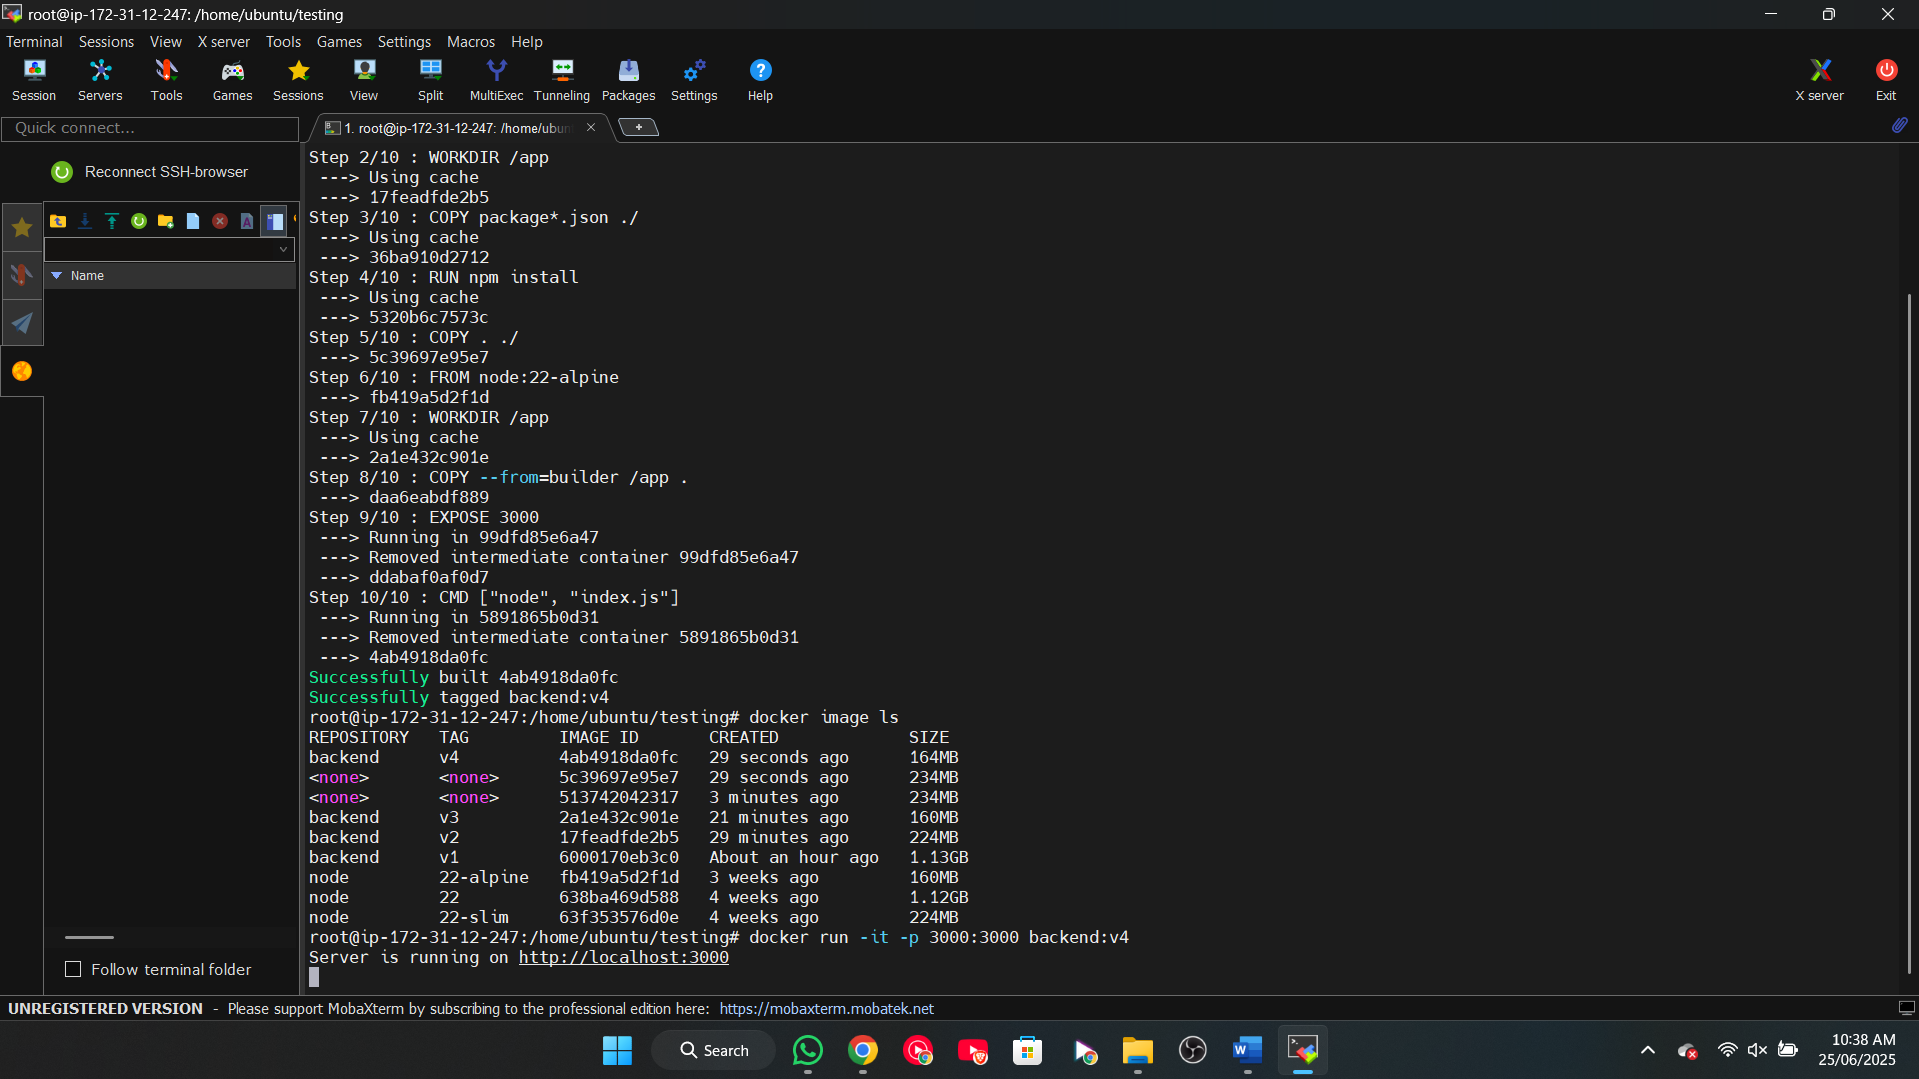 root@ip-172-31-12-247: /home/ubuntu/testing
Terminal Sessions View X server Tools Games Settings Macros Help
Session Servers Tools Games Sessions View Split MultiExec Tunneling Packages Settings Help X server Exit
Quick connect...
1. root@ip-172-31-12-247: /home/ubun
Reconnect SSH-browser
Name
Step 2/10 : WORKDIR /app
---> Using cache
---> 17feadfde2b5
Step 3/10 : COPY package*.json ./
---> Using cache
---> 36ba910d2712
Step 4/10 : RUN npm install
---> Using cache
---> 5320b6c7573c
Step 5/10 : COPY . ./
---> 5c39697e95e7
Step 6/10 : FROM node:22-alpine
---> fb419a5d2f1d
Step 7/10 : WORKDIR /app
---> Using cache
---> 2a1e432c901e
Step 8/10 : COPY --from=builder /app .
---> daa6eabdf889
Step 9/10 : EXPOSE 3000
---> Running in 99dfd85e6a47
---> Removed intermediate container 99dfd85e6a47
---> ddabaf0af0d7
Step 10/10 : CMD ["node", "index.js"]
---> Running in 5891865b0d31
---> Removed intermediate container 5891865b0d31
---> 4ab4918da0fc
Successfully built 4ab4918da0fc
Successfully tagged backend:v4
root@ip-172-31-12-247:/home/ubuntu/testing# docker image ls
REPOSITORY TAG IMAGE ID CREATED SIZE
backend v4 4ab4918da0fc 29 seconds ago 164MB
<none> <none> 5c39697e95e7 29 seconds ago 234MB
<none> <none> 513742042317 3 minutes ago 234MB
backend v3 2a1e432c901e 21 minutes ago 160MB
backend v2 17feadfde2b5 29 minutes ago 224MB
backend v1 6000170eb3c0 About an hour ago 1.13GB
node 22-alpine fb419a5d2f1d 3 weeks ago 160MB
node 22 638ba469d588 4 weeks ago 1.12GB
node 22-slim 63f353576d0e 4 weeks ago 224MB
root@ip-172-31-12-247:/home/ubuntu/testing# docker run -it -p 3000:3000 backend:v4
Server is running on http://localhost:3000
Follow terminal folder
UNREGISTERED VERSION - Please support MobaXterm by subscribing to the professional edition here: https://mobaxterm.mobatek.net
Search
10:38 AM
25/06/2025